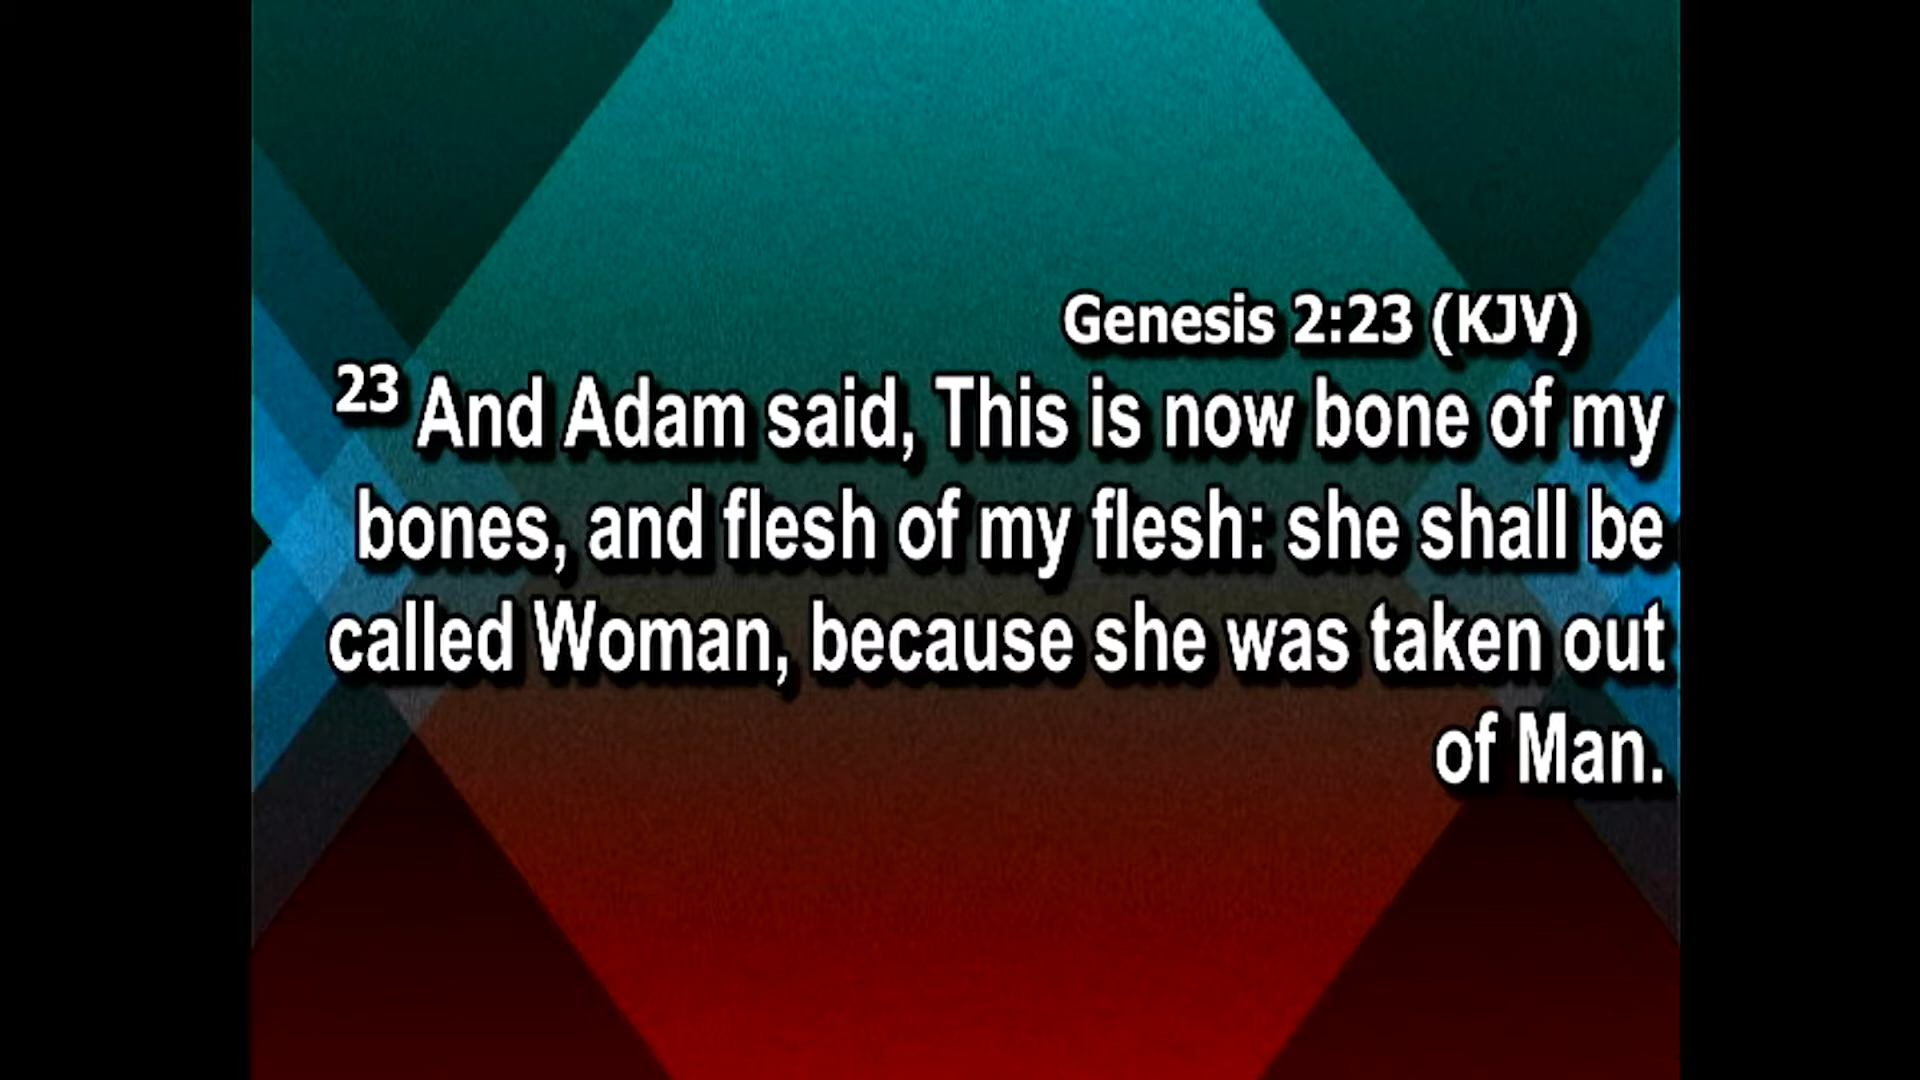 Genesis 2:23 (KJV)
23 And Adam said, This is now bone of my
bones, and flesh of my flesh: she shall be
called Woman, because she was taken out
of Man.